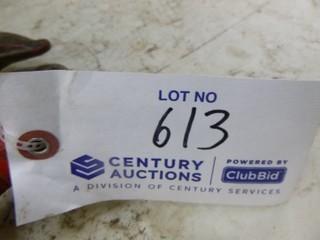 LOT NO
613
CENTURY AUCTIONS
POWERED BY
ClubBid
A DIVISION OF CENTURY SERVICES